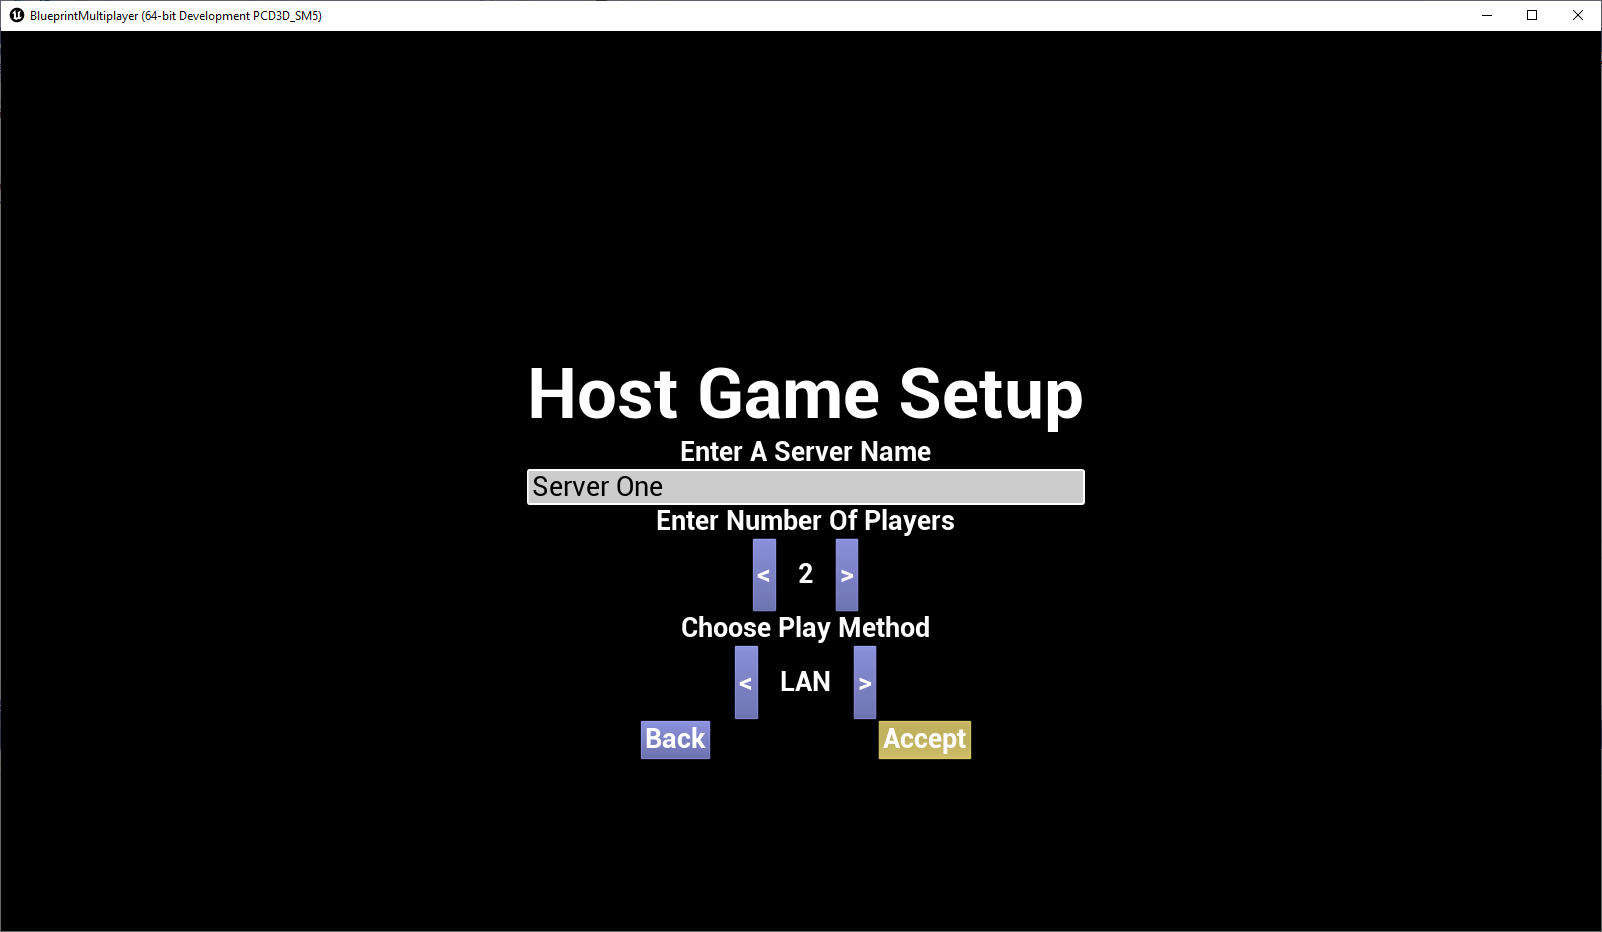 BlueprintMultiplayer (64-bit Development PCD3D_SM5)
Host Game Setup
Enter A Server Name
Server One
Enter Number Of Players
< 2 >
Choose Play Method
< LAN >
Back Accept